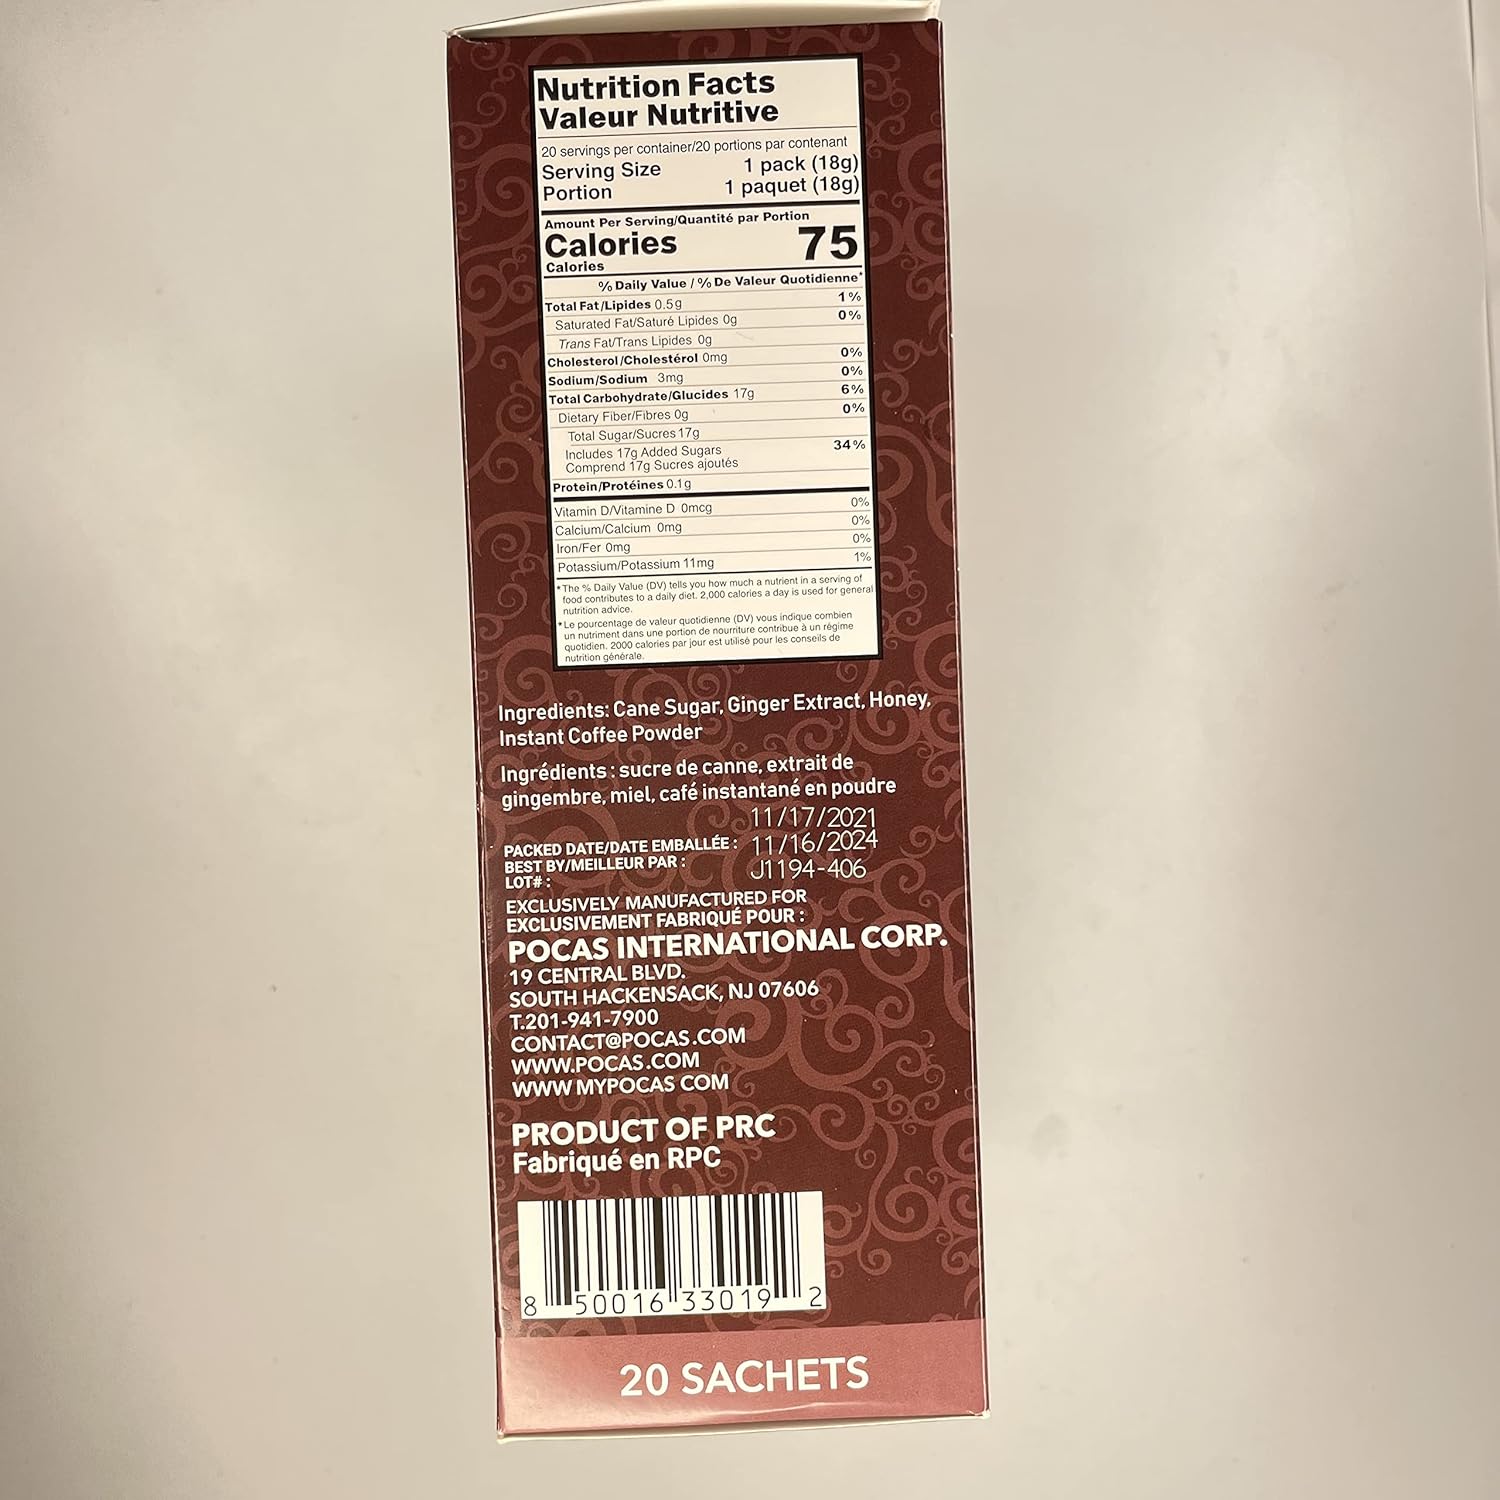 Nutrition Facts
Valeur Nutritive
20 servings per container/20 portions par contenant
Serving Size 1 pack (18g)
Portion 1 paquet (18g)
Amount Per Serving/Quantité par Portion
Calories 75
Calories
% Daily Value / % De Valeur Quotidienne*
Total Fat/Lipides 0.5g 1%
Saturated Fat/Saturé Lipides 0g 0%
Trans Fat/Trans Lipides 0g
Cholesterol/Cholestérol 0mg 0%
Sodium/Sodium 3mg 0%
Total Carbohydrate/Glucides 17g 6%
Dietary Fiber/Fibres 0g 0%
Total Sugar/Sucres 17g
Includes 17g Added Sugars 34%
Comprend 17g Sucres ajoutés
Protein/Protéines 0.1g
Vitamin D/Vitamine D 0mcg 0%
Calcium/Calcium 0mg 0%
Iron/Fer 0mg 0%
Potassium/Potassium 11mg 1%
*The % Daily Value (DV) tells you how much a nutrient in a serving of
food contributes to a daily diet. 2,000 calories a day is used for general
nutrition advice.
*Le pourcentage de valeur quotidienne (DV) vous indique combien
un nutriment dans une portion de nourriture contribue à un régime
quotidien. 2000 calories par jour est utilisé pour les conseils de
nutrition générale.
Ingredients: Cane Sugar, Ginger Extract, Honey,
Instant Coffee Powder
Ingrédients : sucre de canne, extrait de
gingembre, miel, café instantané en poudre
11/17/2021
PACKED DATE/DATE EMBALLÉE : 11/16/2024
BEST BY/MEILLEUR PAR : J1194-406
LOT# :
EXCLUSIVELY MANUFACTURED FOR
EXCLUSIVEMENT FABRIQUÉ POUR :
POCAS INTERNATIONAL CORP.
19 CENTRAL BLVD.
SOUTH HACKENSACK, NJ 07606
T.201-941-7900
CONTACT@POCAS.COM
WWW.POCAS.COM
WWW MYPOCAS COM
PRODUCT OF PRC
Fabriqué en RPC
8 50016 33019 2
20 SACHETS